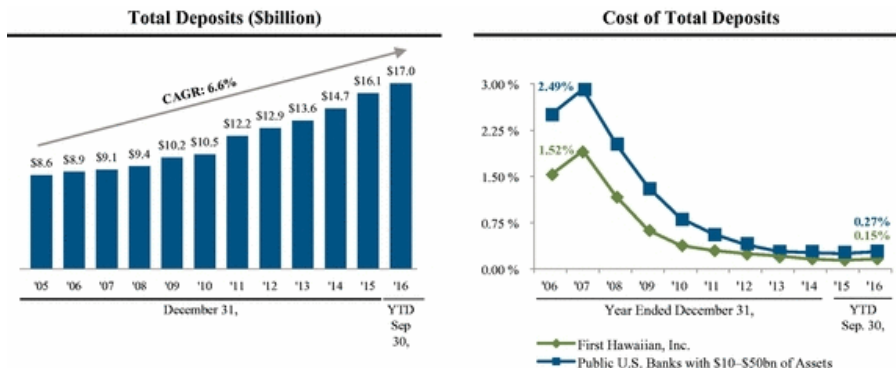 Total Deposits ($billion)
CAGR: 6.6%
$8.6 $8.9 $9.1 $9.4 $10.2 $10.5 $12.2 $12.9 $13.6 $14.7 $16.1 $17.0
'05 '06 '07 '08 '09 '10 '11 '12 '13 '14 '15 '16
December 31,
YTD
Sep
30,
Cost of Total Deposits
3.00 %
2.25 %
1.50 %
0.75 %
0.00 %
2.49%
1.52%
0.27%
0.15%
'06 '07 '08 '09 '10 '11 '12 '13 '14 '15 '16
Year Ended December 31,
YTD
Sep. 30,
First Hawaiian, Inc.
Public U.S. Banks with $10–$50bn of Assets